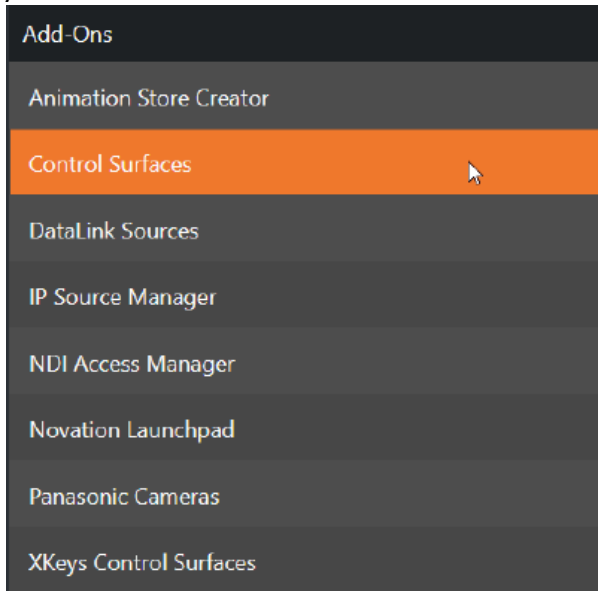 Add-Ons
Animation Store Creator
Control Surfaces
DataLink Sources
IP Source Manager
NDI Access Manager
Novation Launchpad
Panasonic Cameras
XKeys Control Surfaces